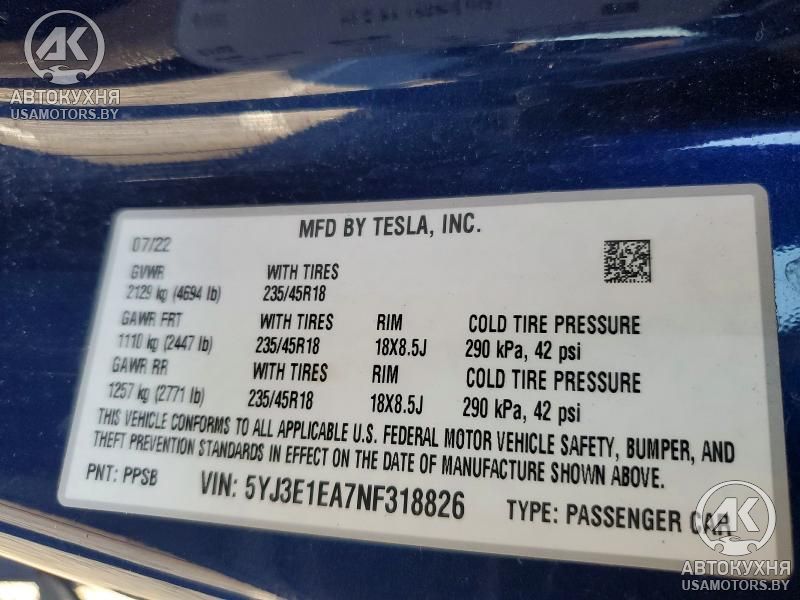 AK
АВТОКУХНЯ
USAMOTORS.BY
MFD BY TESLA, INC.
07/22
GVWR WITH TIRES
2129 kg (4694 lb) 235/45R18
GAWR FRT WITH TIRES RIM COLD TIRE PRESSURE
1110 kg (2447 lb) 235/45R18 18X8.5J 290 kPa, 42 psi
GAWR RR WITH TIRES RIM COLD TIRE PRESSURE
1257 kg (2771 lb) 235/45R18 18X8.5J 290 kPa, 42 psi
THIS VEHICLE CONFORMS TO ALL APPLICABLE U.S. FEDERAL MOTOR VEHICLE SAFETY, BUMPER, AND
THEFT PREVENTION STANDARDS IN EFFECT ON THE DATE OF MANUFACTURE SHOWN ABOVE.
PNT: PPSB VIN: 5YJ3E1EA7NF318826 TYPE: PASSENGER CAR
AK
АВТОКУХНЯ
USAMOTORS.BY